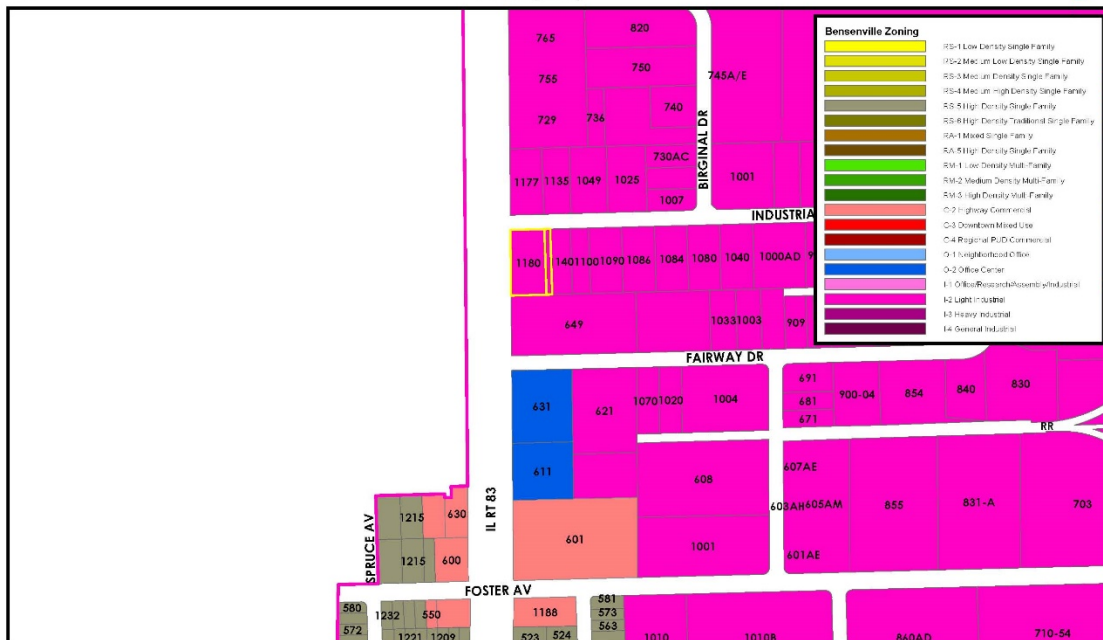 765
820
755
750
745A/E
729
736
740
BIRGINAL DR
730AC
1177
1135
1049
1025
1007
1001
INDUSTRIA
1180
1140
1100
1090
1086
1084
1080
1040
1000AD
9
649
1033
1003
909
FAIRWAY DR
631
621
1070
1020
1004
691
681
671
900-04
854
840
830
RR
611
608
607AE
603AH
605AM
855
831-A
703
601
1001
601AE
IL RT 83
SPRUCE AV
1215
630
1215
600
FOSTER AV
580
572
1232
550
1221
1209
1188
523
524
581
573
563
1010
1010B
860AD
710-54
Bensenville Zoning
RS-1 Low Density Single Family
RS-2 Medium Low Density Single Family
RS-3 Medium Density Single Family
RS-4 Medium High Density Single Family
RS-5 High Density Single Family
RS-6 High Density Traditional Single Family
RA-1 Mixed Single Family
RA-5 High Density Single Family
RM-1 Low Density Multi-Family
RM-2 Medium Density Multi-Family
RM-3 High Density Multi-Family
C-2 Highway Commercial
C-3 Downtown Mixed Use
C-4 Regional PUD Commercial
O-1 Neighborhood Office
O-2 Office Center
I-1 Office/Research/Assembly/Industrial
I-2 Light Industrial
I-3 Heavy Industrial
I-4 General Industrial